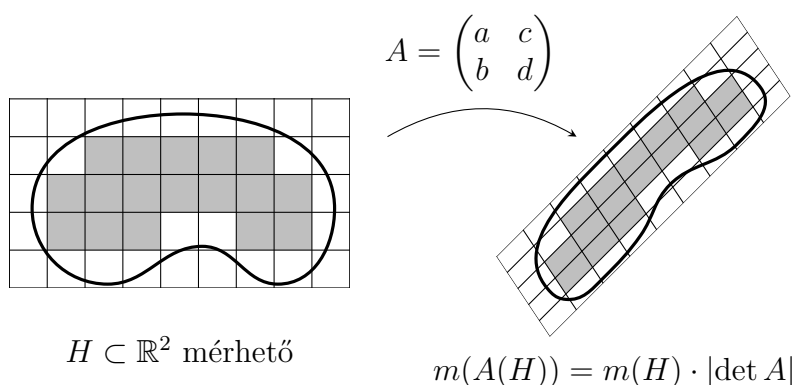 A = \begin{pmatrix} a & c \\ b & d \end{pmatrix}
H ⊂ ℝ² mérhető
m(A(H)) = m(H) · |det A|